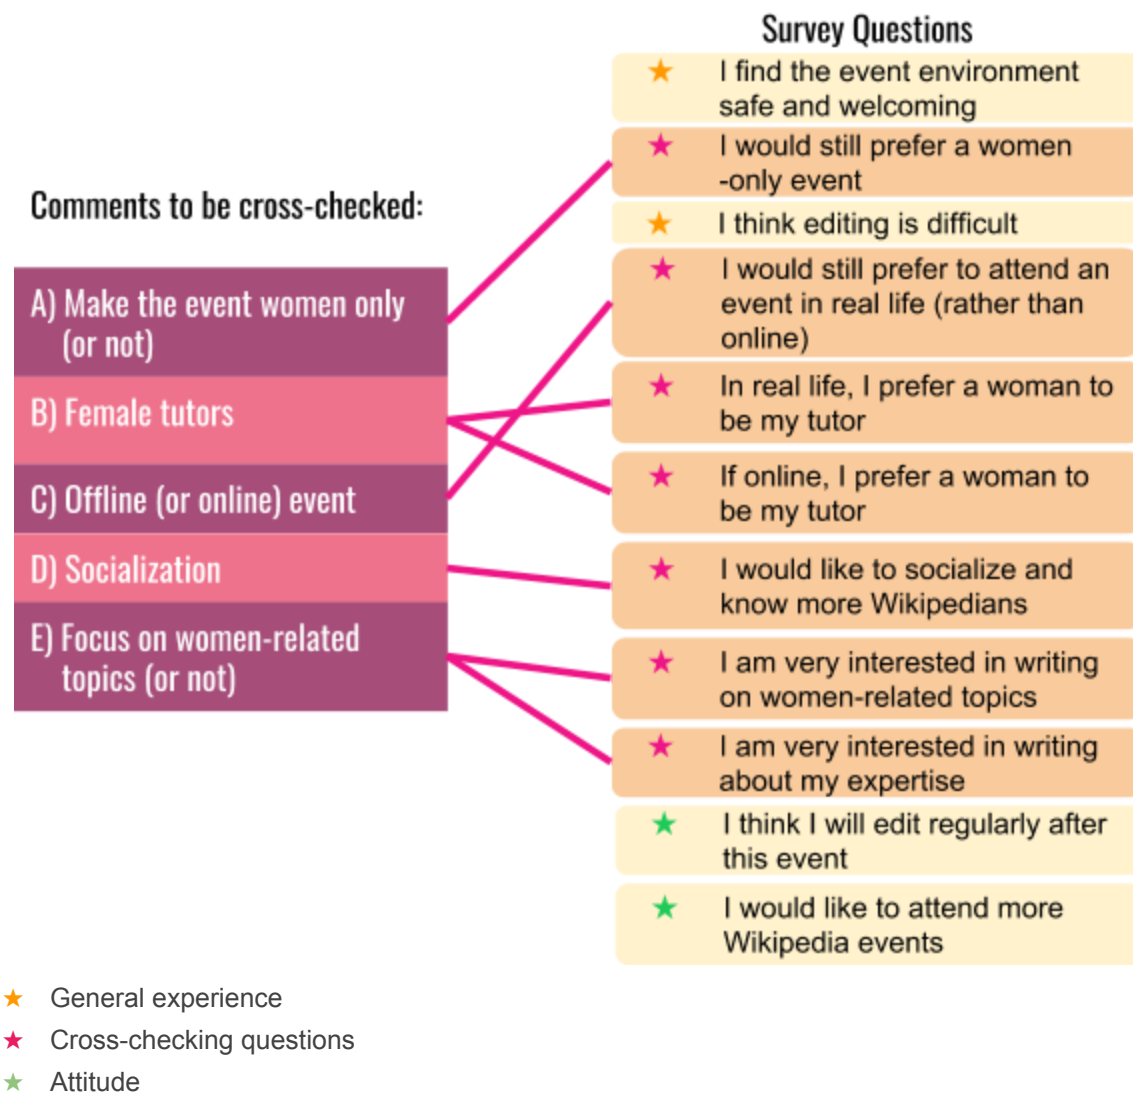 Survey Questions
I find the event environment
safe and welcoming
I would still prefer a women
-only event
I think editing is difficult
I would still prefer to attend an
event in real life (rather than
online)
In real life, I prefer a woman to
be my tutor
If online, I prefer a woman to
be my tutor
I would like to socialize and
know more Wikipedians
I am very interested in writing
on women-related topics
I am very interested in writing
about my expertise
I think I will edit regularly after
this event
I would like to attend more
Wikipedia events
Comments to be cross-checked:
A) Make the event women only
(or not)
B) Female tutors
C) Offline (or online) event
D) Socialization
E) Focus on women-related
topics (or not)
General experience
Cross-checking questions
Attitude